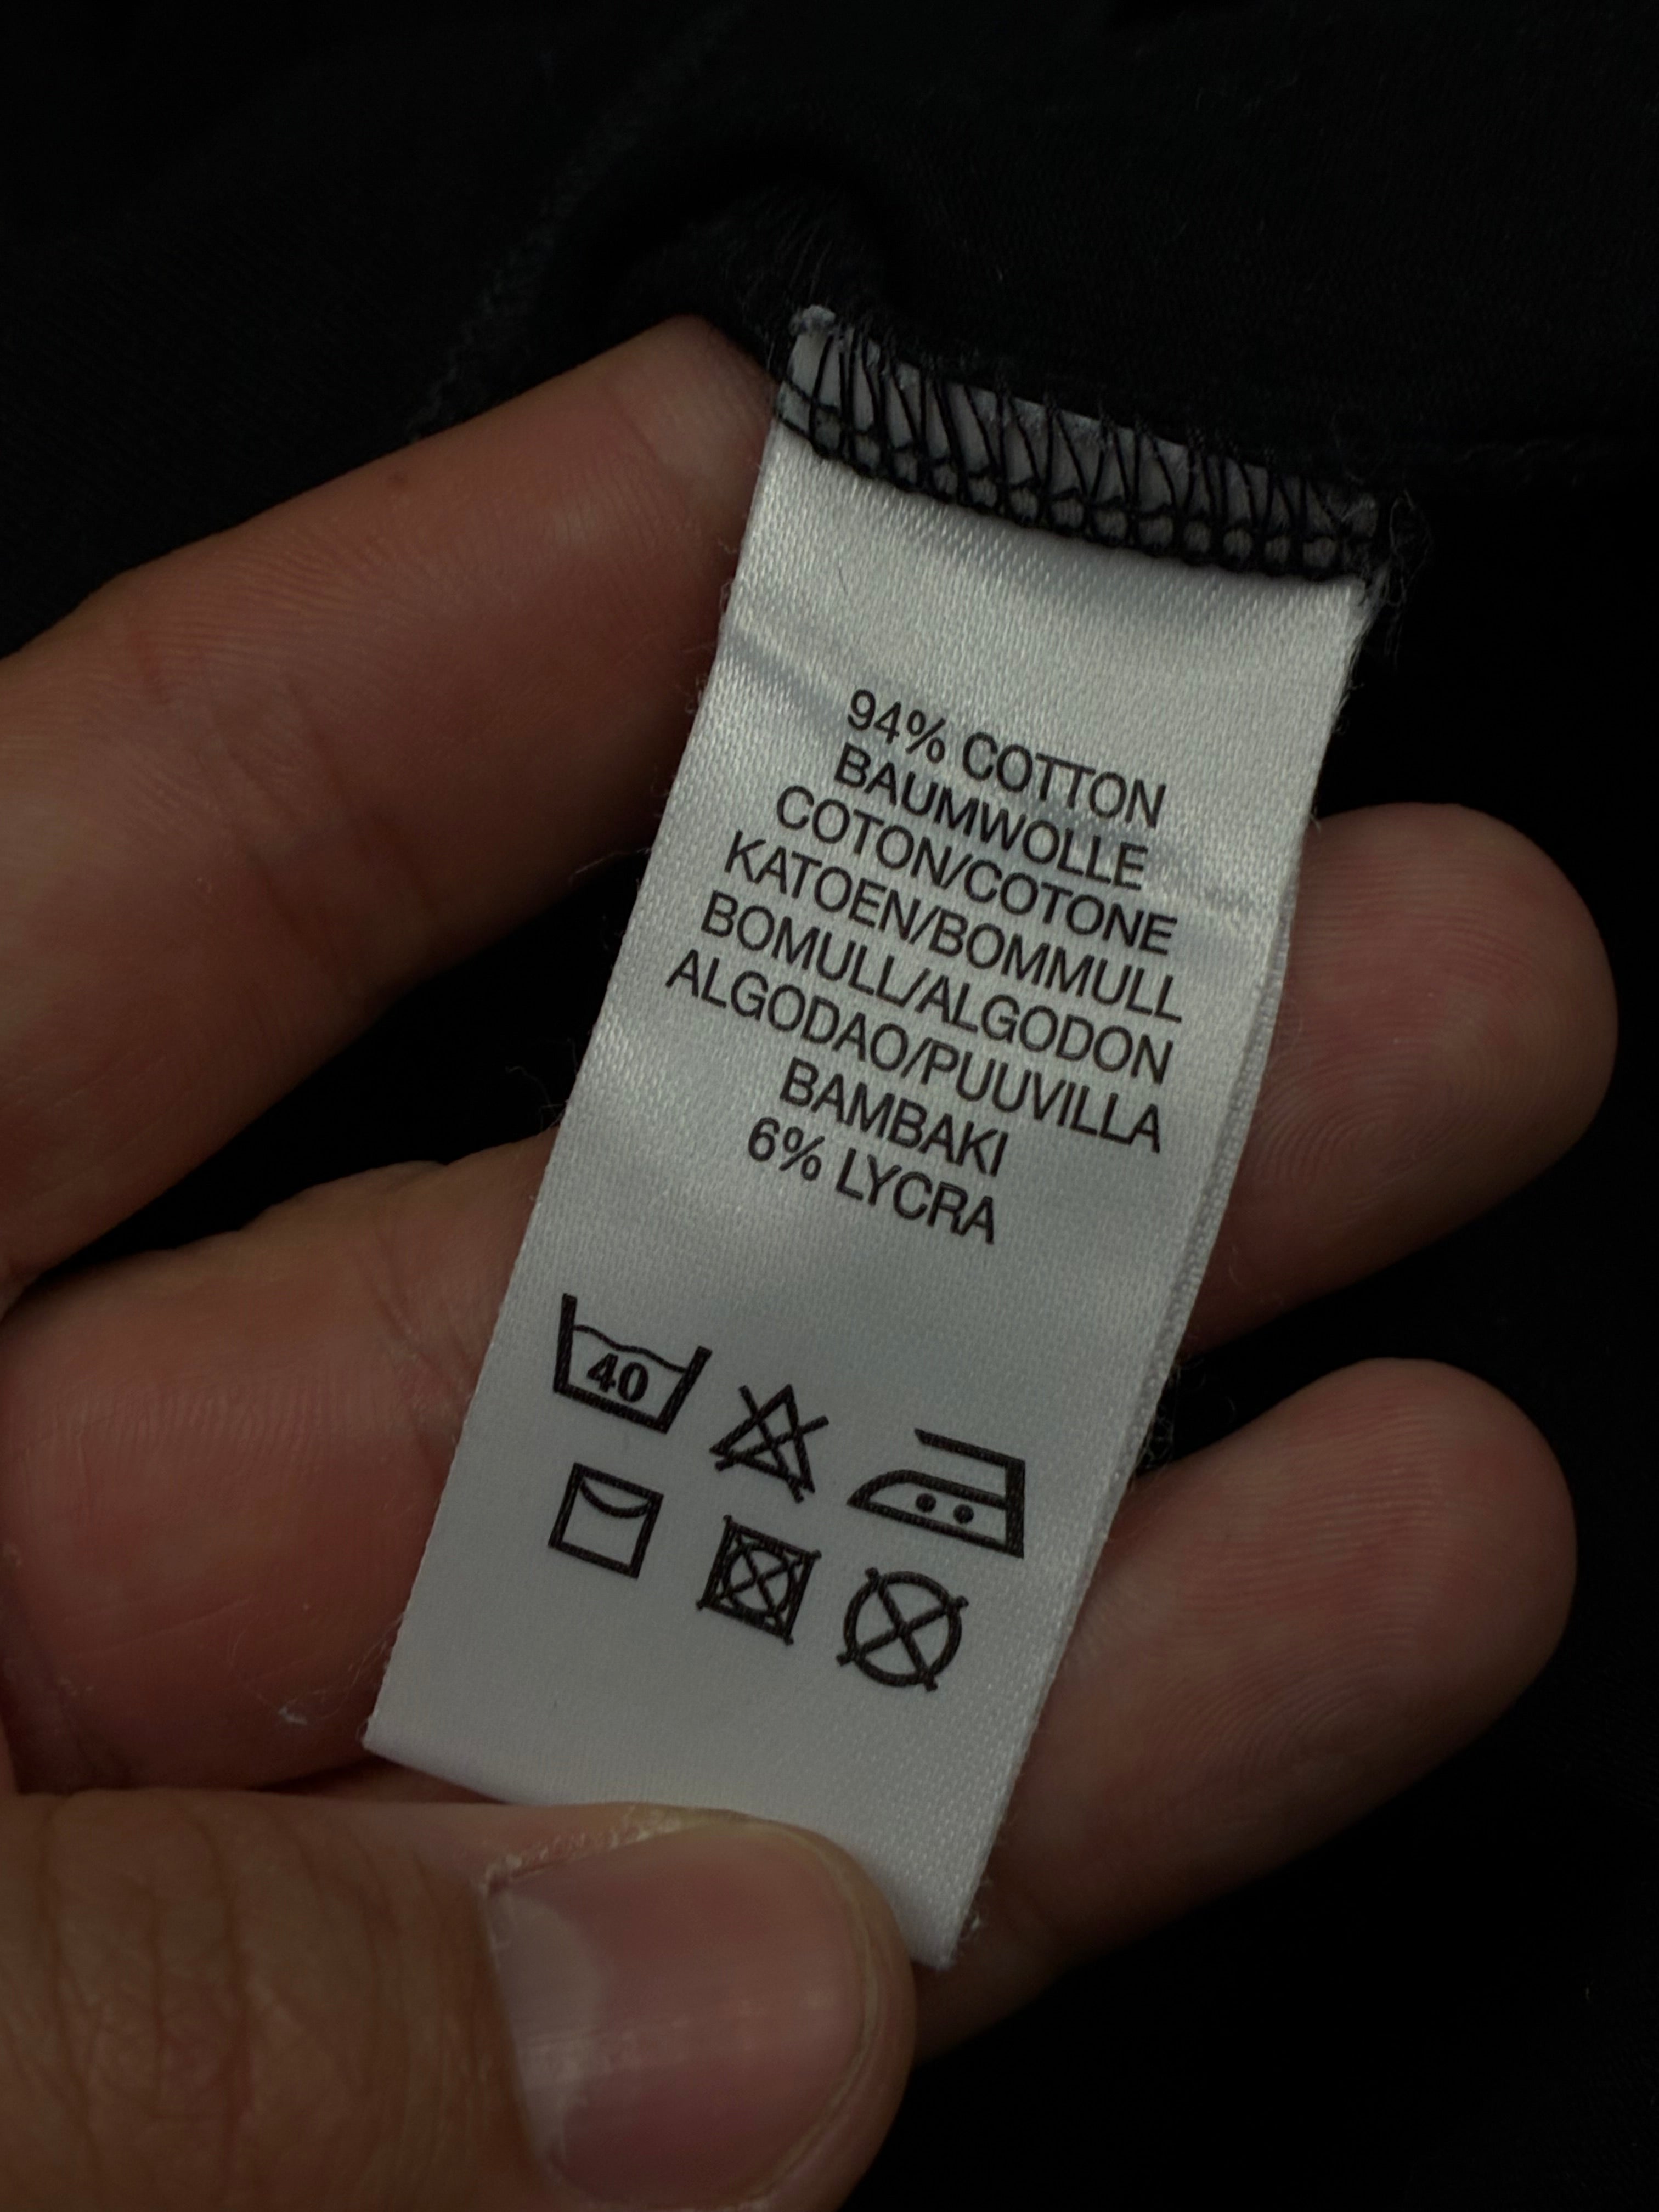 94% COTTON
BAUMWOLLE
COTON/COTONE
KATOEN/BOMMULL
BOMULL/ALGODON
ALGODAO/PUUVILLA
BAMBAKI
6% LYCRA
40